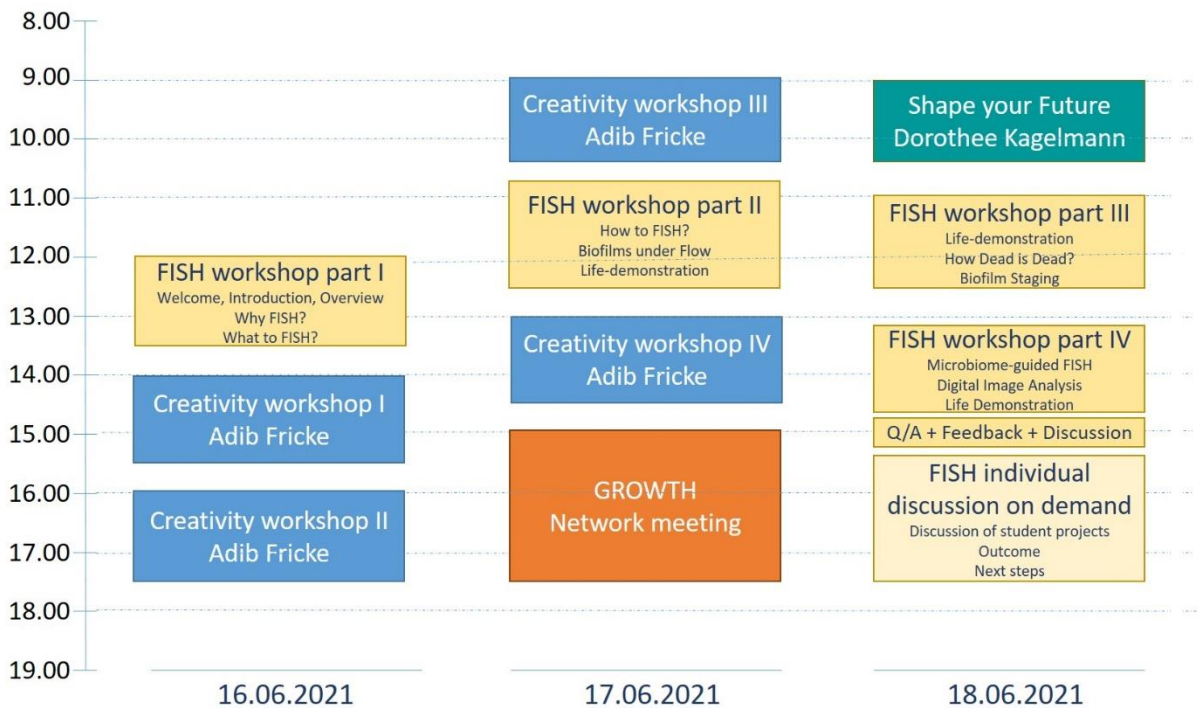 8.00
9.00
10.00
11.00
12.00
13.00
14.00
15.00
16.00
17.00
18.00
19.00
FISH workshop part I
Welcome, Introduction, Overview
Why FISH?
What to FISH?
Creativity workshop I
Adib Fricke
Creativity workshop II
Adib Fricke
16.06.2021
Creativity workshop III
Adib Fricke
FISH workshop part II
How to FISH?
Biofilms under Flow
Life-demonstration
Creativity workshop IV
Adib Fricke
GROWTH
Network meeting
17.06.2021
Shape your Future
Dorothee Kagelmann
FISH workshop part III
Life-demonstration
How Dead is Dead?
Biofilm Staging
FISH workshop part IV
Microbiome-guided FISH
Digital Image Analysis
Life Demonstration
Q/A + Feedback + Discussion
FISH individual
discussion on demand
Discussion of student projects
Outcome
Next steps
18.06.2021